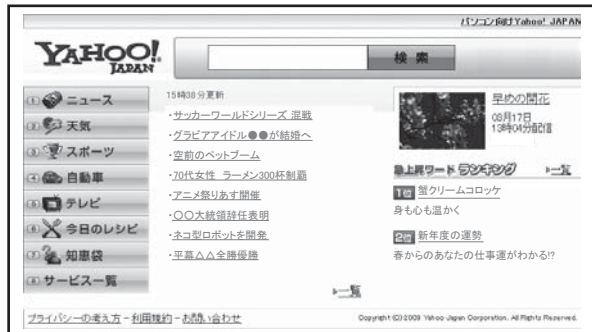 パソコン向けYahoo! JAPAN
YAHOO!
JAPAN
検索
1 ニュース
2 天気
3 スポーツ
4 自動車
5 テレビ
6 今日のレシピ
7 知恵袋
8 サービス一覧
15時08分更新
・サッカーワールドシリーズ 混戦
・グラビアアイドル●●が結婚へ
・空前のペットブーム
・70代女性 ラーメン300杯制覇
・アニメ祭りあす開催
・〇〇大統領辞任表明
・ネコ型ロボットを開発
・平幕△△全勝優勝
一覧
早めの開花
03月17日
13時04分配信
急上昇ワード ランキング
一覧
1位 蟹クリームコロッケ
身も心も温かく
2位 新年度の運勢
春からのあなたの仕事運がわかる!?
プライバシーの考え方 - 利用規約 - お問い合わせ
Copyright (C) 2009 Yahoo Japan Corporation. All Rights Reserved.